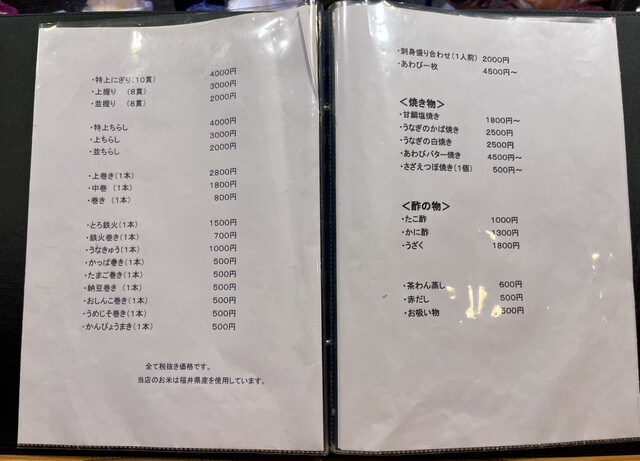 ・特上にぎり(10貫) 4000円
・上握り (8貫) 3000円
・並握り (8貫) 2000円
・特上ちらし 4000円
・上ちらし 3000円
・並ちらし 2000円
・上巻き(1本) 2800円
・中巻 (1本) 1800円
・巻き (1本) 800円
・とろ鉄火(1本) 1500円
・鉄火巻き(1本) 700円
・うなきゅう(1本) 1000円
・かっぱ巻き(1本) 500円
・たまご巻き(1本) 500円
・納豆巻き (1本) 500円
・おしんこ巻き(1本) 500円
・うめじそ巻き(1本) 500円
・かんぴょうまき(1本) 500円
全て税抜き価格です。
当店のお米は福井県産を使用しています。
・刺身盛り合わせ(1人前) 2000円
・あわび一枚 4500円～
＜焼き物＞
・甘鯛塩焼き 1800円～
・うなぎのかば焼き 2500円
・うなぎの白焼き 2500円
・あわびバター焼き 4500円～
・さざえつぼ焼き(1個) 500円～
＜酢の物＞
・たこ酢 1000円
・かに酢 1300円
・うざく 1800円
・茶わん蒸し 600円
・赤だし 500円
・お吸い物 500円